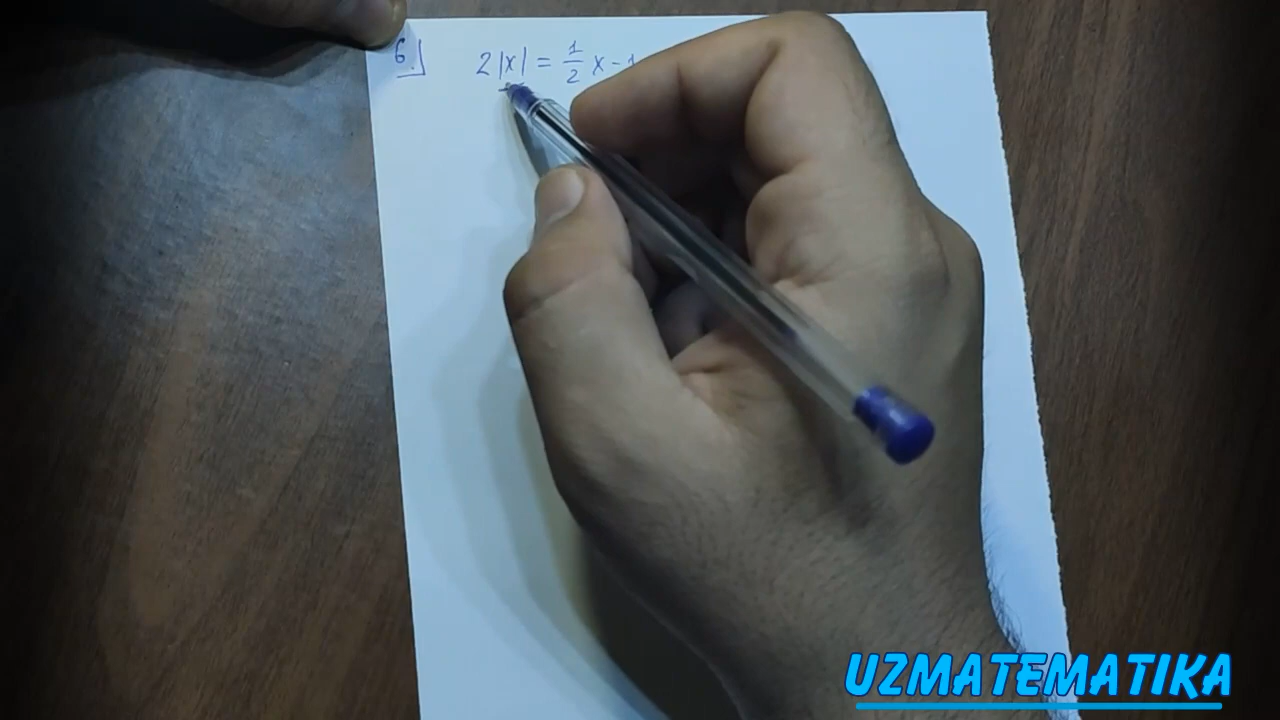 6.) 2|x| = 1/2 x - 1
UZMATEMATIKA